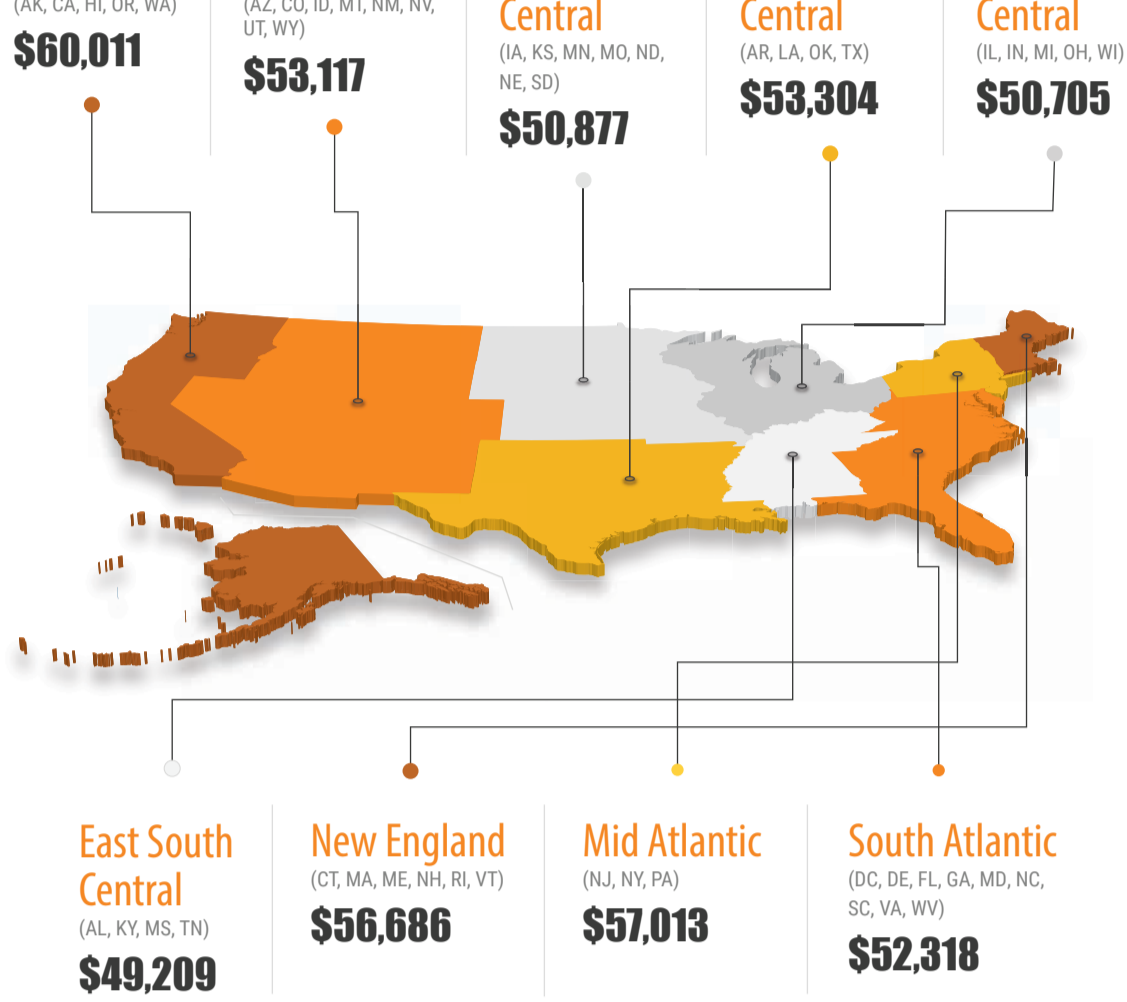 (AK, CA, HI, OR, WA)
$60,011
(AZ, CO, ID, MT, NM, NV,
UT, WY)
$53,117
Central
(IA, KS, MN, MO, ND,
NE, SD)
$50,877
Central
(AR, LA, OK, TX)
$53,304
Central
(IL, IN, MI, OH, WI)
$50,705
East South
Central
(AL, KY, MS, TN)
$49,209
New England
(CT, MA, ME, NH, RI, VT)
$56,686
Mid Atlantic
(NJ, NY, PA)
$57,013
South Atlantic
(DC, DE, FL, GA, MD, NC,
SC, VA, WV)
$52,318